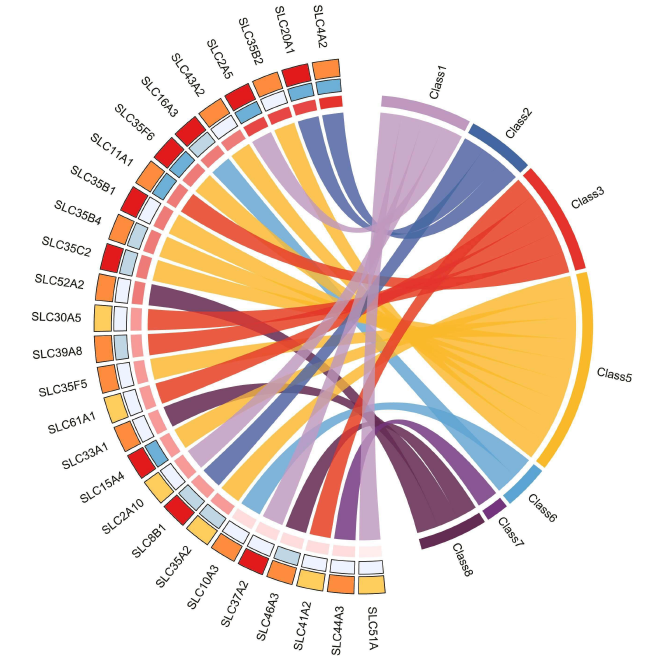 SLC4A2
SLC20A1
SLC35B2
SLC2A5
SLC43A2
SLC16A3
SLC35F6
SLC11A1
SLC35B1
SLC35B4
SLC35C2
SLC52A2
SLC30A5
SLC39A8
SLC35F5
SLC61A1
SLC33A1
SLC15A4
SLC2A10
SLC8B1
SLC35A2
SLC10A3
SLC37A2
SLC46A3
SLC41A2
SLC44A3
SLC51A
Class1
Class2
Class3
Class5
Class6
Class7
Class8